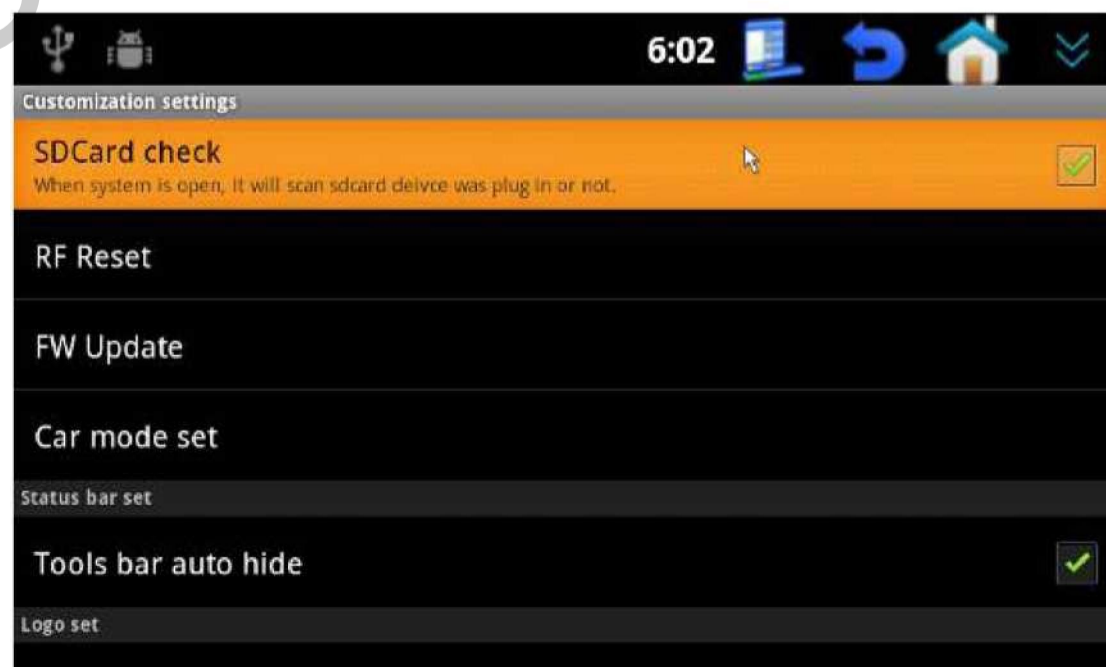 6:02
Customization settings
SDCard check
When system is open, it will scan sdcard deivce was plug in or not.
RF Reset
FW Update
Car mode set
Status bar set
Tools bar auto hide
Logo set